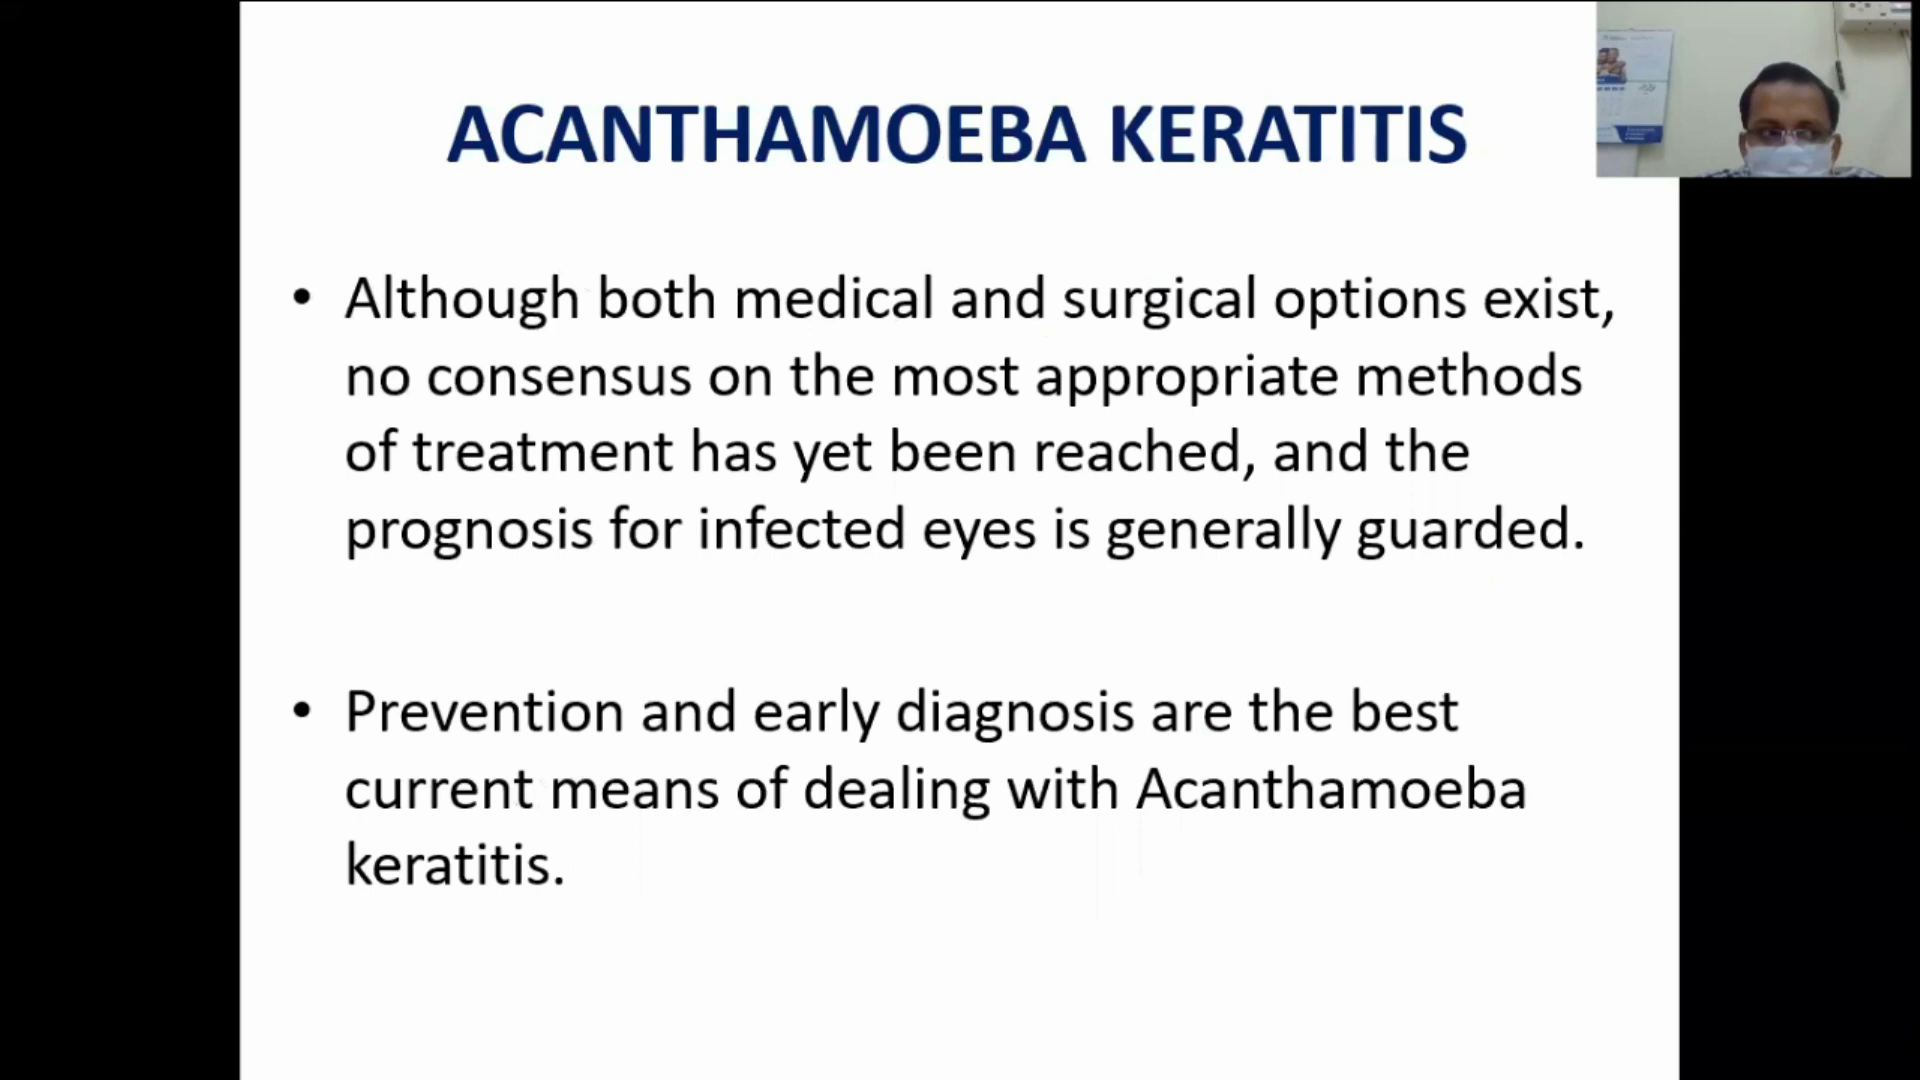 ACANTHAMOEBA KERATITIS
• Although both medical and surgical options exist,
no consensus on the most appropriate methods
of treatment has yet been reached, and the
prognosis for infected eyes is generally guarded.
• Prevention and early diagnosis are the best
current means of dealing with Acanthamoeba
keratitis.